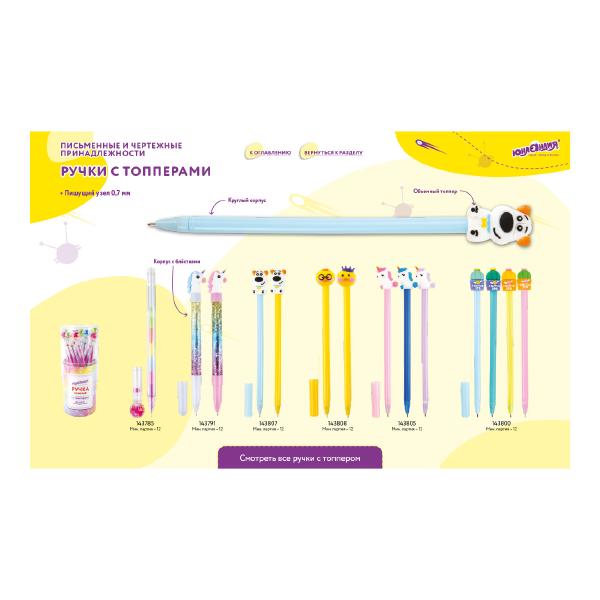 ПИСЬМЕННЫЕ И ЧЕРТЕЖНЫЕ
ПРИНАДЛЕЖНОСТИ
РУЧКИ С ТОППЕРАМИ
• Пишущий узел 0,7 мм
К ОГЛАВЛЕНИЮ
ВЕРНУТЬСЯ К РАЗДЕЛУ
ЮНЛАНДИЯ
Круглый корпус
Объемный топпер
Корпус с блёстками
РУЧКА
143785
Мин. партия – 12
143791
Мин. партия – 12
143807
Мин. партия – 12
143808
Мин. партия – 12
143805
Мин. партия – 12
143800
Мин. партия – 12
Смотреть все ручки с топпером